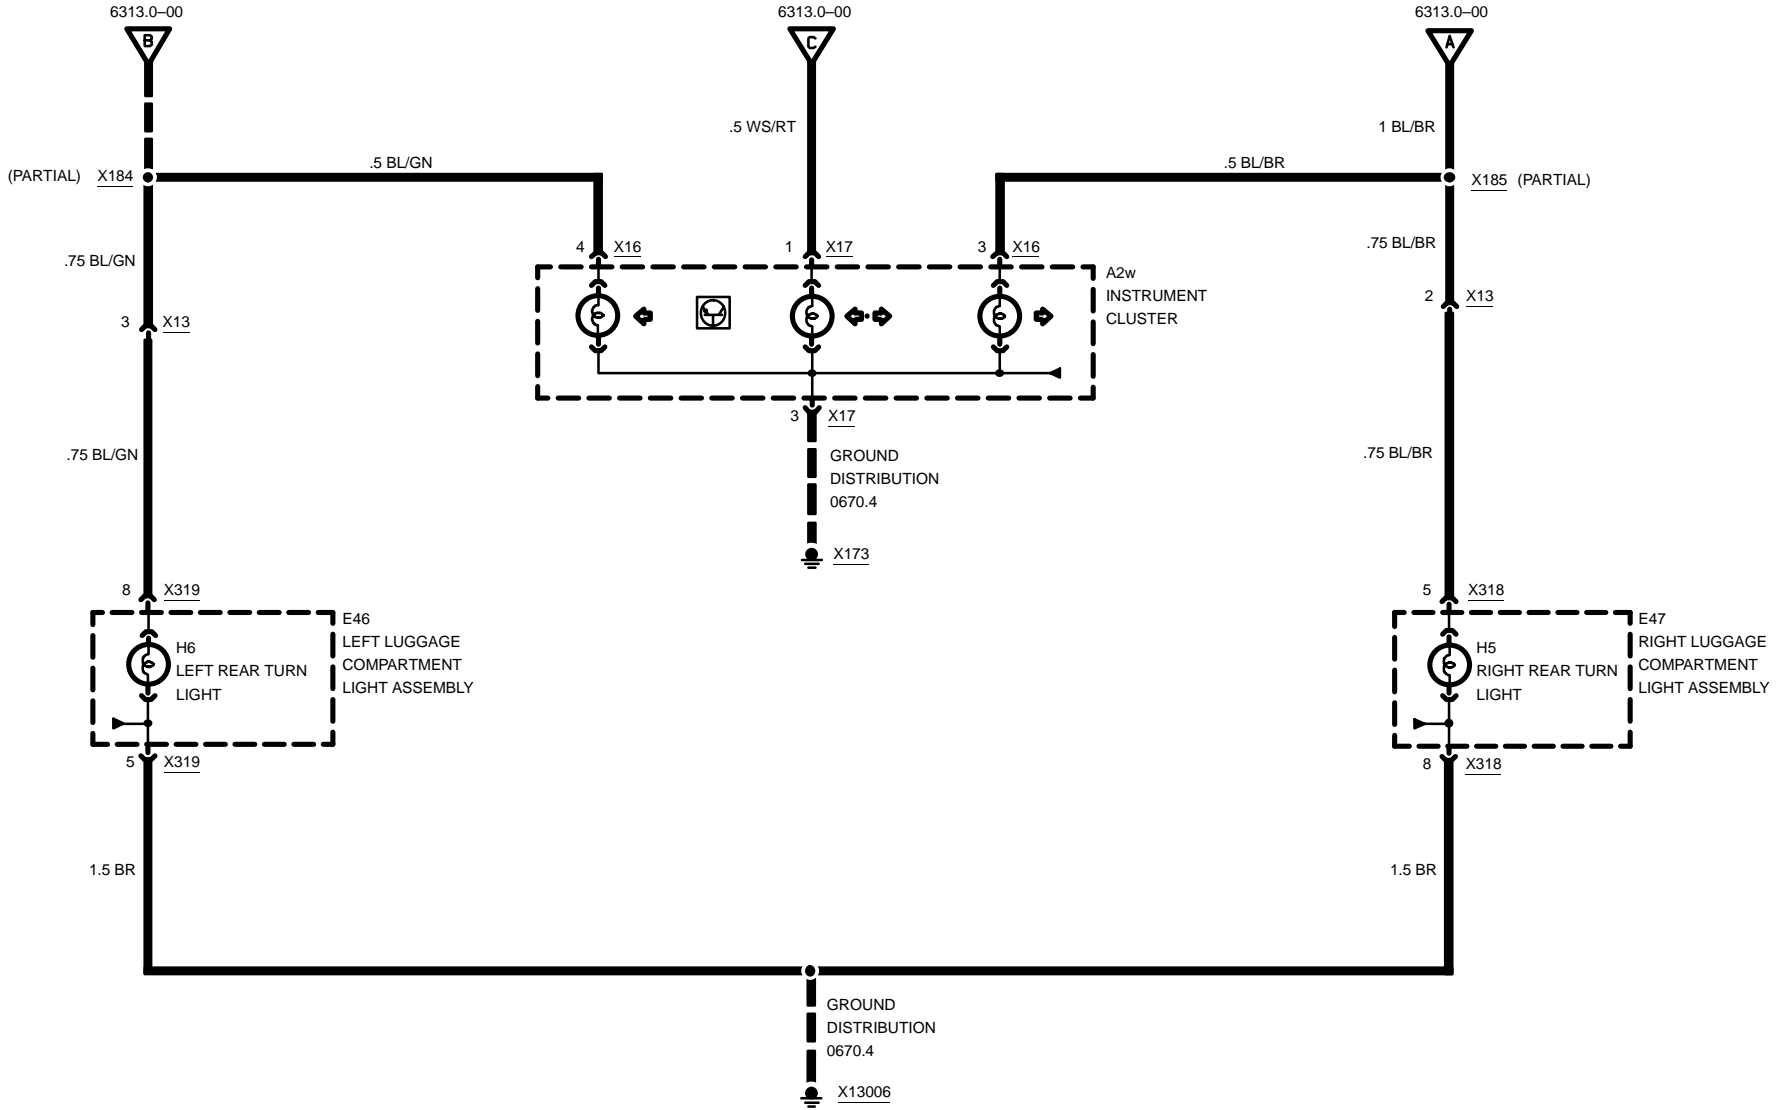 6313.0–00
6313.0–00
6313.0–00
B
C
A
.5 WS/RT
1 BL/BR
.5 BL/GN
.5 BL/BR
(PARTIAL) X184
X185 (PARTIAL)
4 X16
1 X17
3 X16
.75 BL/GN
.75 BL/BR
A2w
INSTRUMENT
CLUSTER
3 X13
2 X13
3 X17
.75 BL/GN
.75 BL/BR
GROUND
DISTRIBUTION
0670.4
X173
8 X319
5 X318
E46
LEFT LUGGAGE
COMPARTMENT
LIGHT ASSEMBLY
H6
LEFT REAR TURN
LIGHT
H5
RIGHT REAR TURN
LIGHT
E47
RIGHT LUGGAGE
COMPARTMENT
LIGHT ASSEMBLY
5 X319
8 X318
1.5 BR
1.5 BR
GROUND
DISTRIBUTION
0670.4
X13006